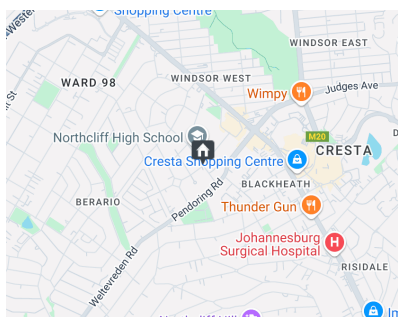 Shopping Centre
Western
WINDSOR EAST
WARD 98
WINDSOR WEST
Judges Ave
Wimpy
Northcliff High School
M20
CRESTA
Cresta Shopping Centre
BLACKHEATH
BERARIO
Pendoring Rd
Thunder Gun
Johannesburg
Surgical Hospital
Weltevreden Rd
RISIDALE